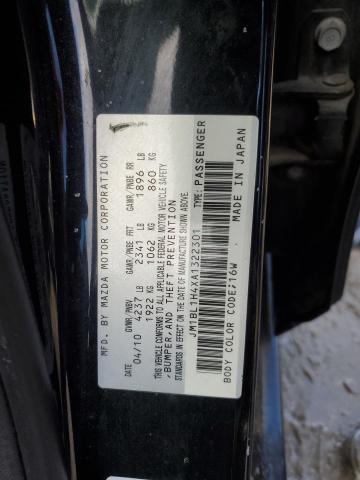 MFG. BY MAZDA MOTOR CORPORATION
DATE GVWR/PNBV GAWR/PNBE FRT GAWR/PNBE RR
04/10 4237 LB 2341 LB 1896 LB
1922 KG 1062 KG 860 KG
THIS VEHICLE CONFORMS TO ALL APPLICABLE FEDERAL MOTOR VEHICLE SAFETY
,BUMPER,AND THEFT PREVENTION
STANDARDS IN EFFECT ON THE DATE OF MANUFACTURE SHOWN ABOVE.
JM1BL1H4XA1322301 TYPE: PASSENGER
BODY COLOR CODE;16W MADE IN JAPAN